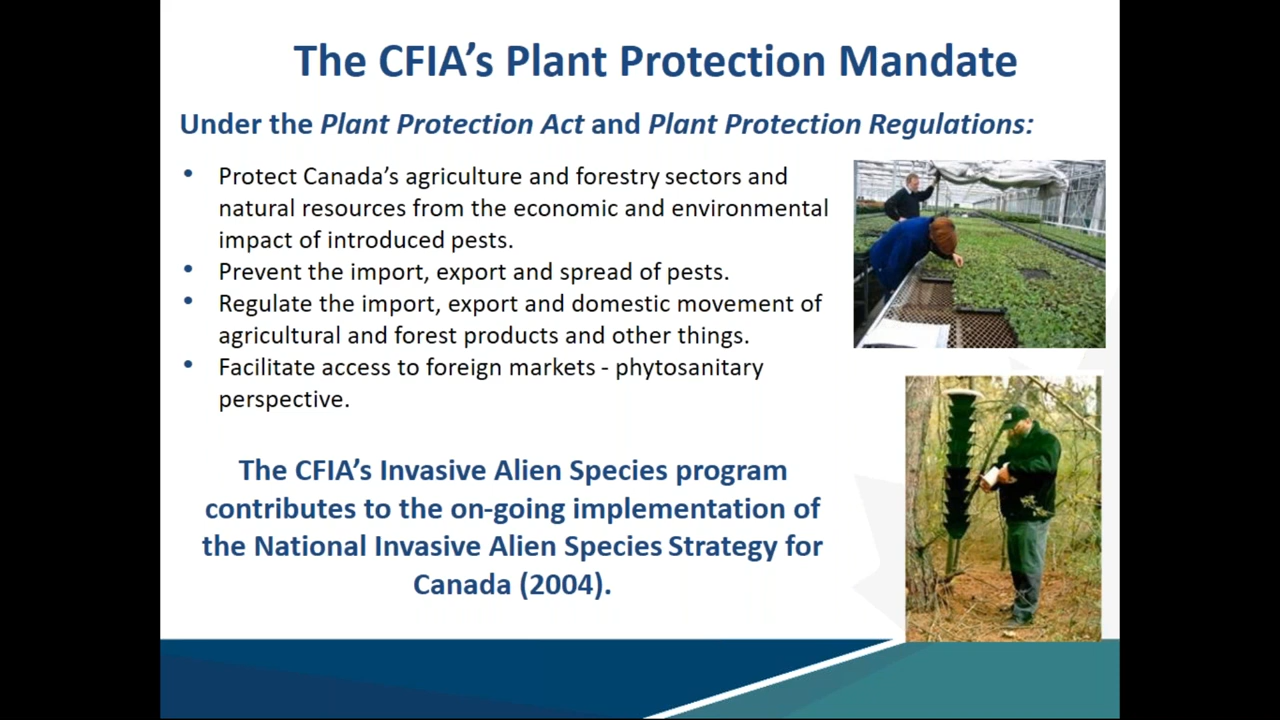 The CFIA’s Plant Protection Mandate
Under the Plant Protection Act and Plant Protection Regulations:
• Protect Canada’s agriculture and forestry sectors and
natural resources from the economic and environmental
impact of introduced pests.
• Prevent the import, export and spread of pests.
• Regulate the import, export and domestic movement of
agricultural and forest products and other things.
• Facilitate access to foreign markets - phytosanitary
perspective.
The CFIA’s Invasive Alien Species program
contributes to the on-going implementation of
the National Invasive Alien Species Strategy for
Canada (2004).